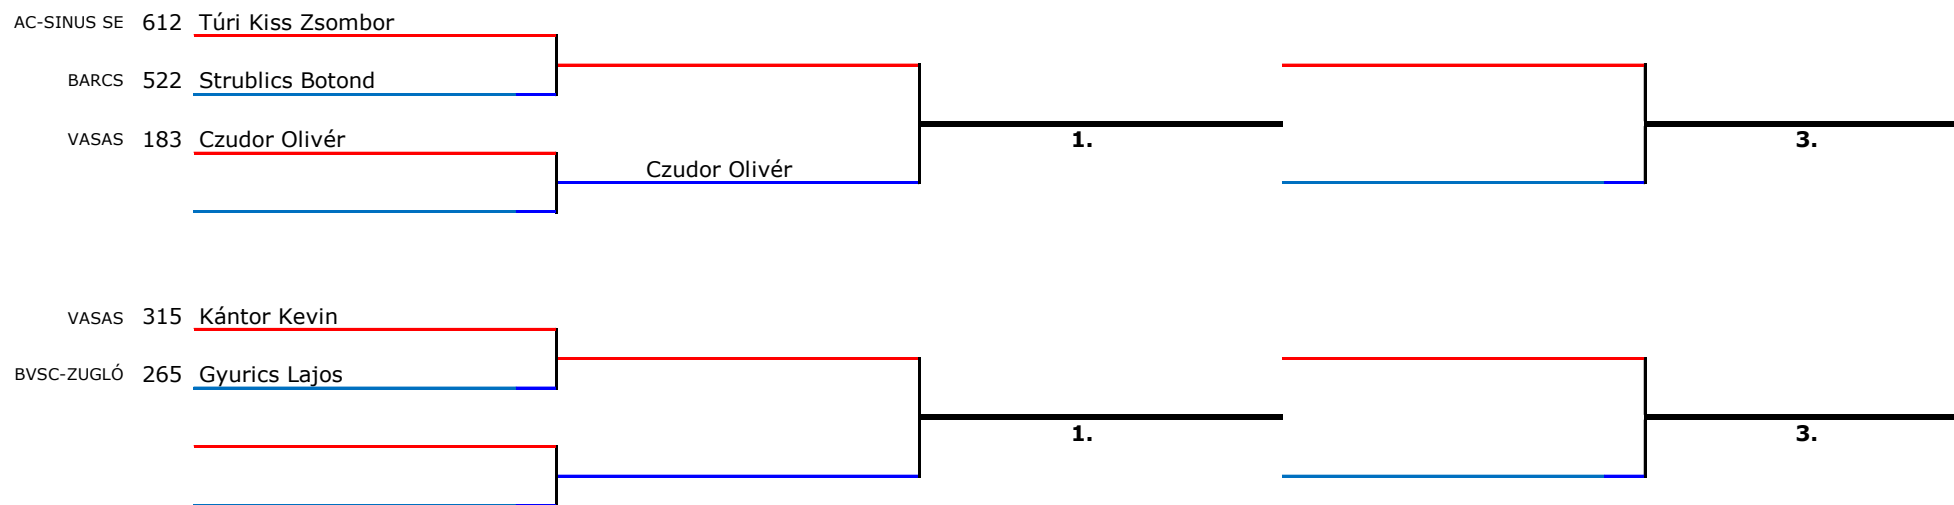 AC-SINUS SE 612 Túri Kiss Zsombor
BARCS 522 Strublics Botond
VASAS 183 Czudor Olivér
1.
3.
Czudor Olivér
VASAS 315 Kántor Kevin
BVSC-ZUGLÓ 265 Gyurics Lajos
1.
3.